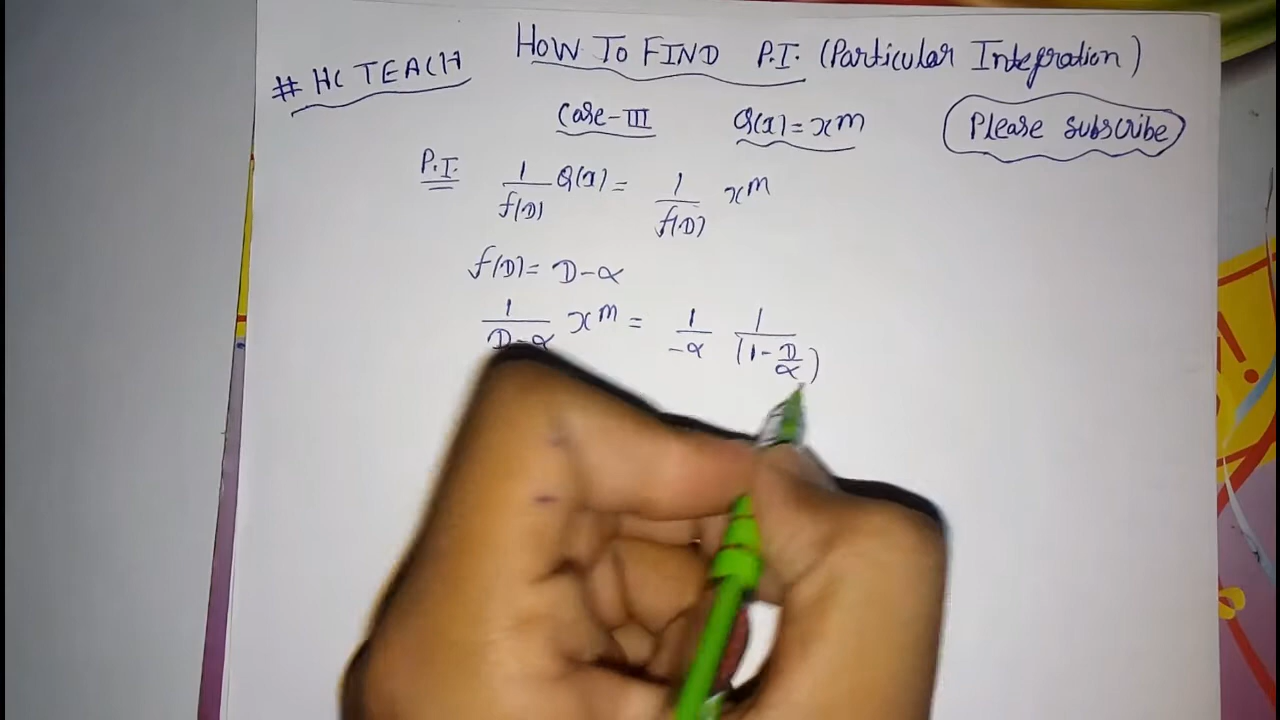 HOW TO FIND P.I. (Particular Integration)
# HC TEACH
Case-III Q(x)=x^m Please subscribe
P.I. 1/f(D) Q(x) = 1/f(D) x^m
f(D) = D-α
1/(D-α) x^m = 1/-α 1/(1-D/α)